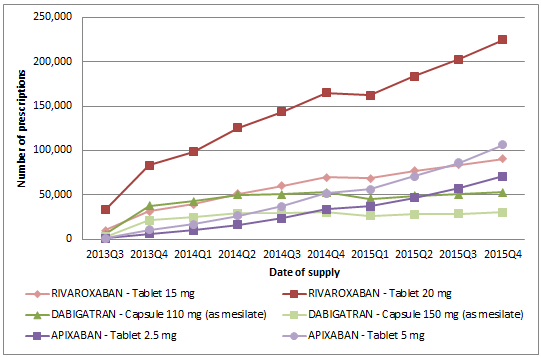 250,000
200,000
150,000
100,000
50,000
0
Number of prescriptions
2013Q3 2013Q4 2014Q1 2014Q2 2014Q3 2014Q4 2015Q1 2015Q2 2015Q3 2015Q4
Date of supply
RIVAROXABAN - Tablet 15 mg RIVAROXABAN - Tablet 20 mg
DABIGATRAN - Capsule 110 mg (as mesilate) DABIGATRAN - Capsule 150 mg (as mesilate)
APIXABAN - Tablet 2.5 mg APIXABAN - Tablet 5 mg